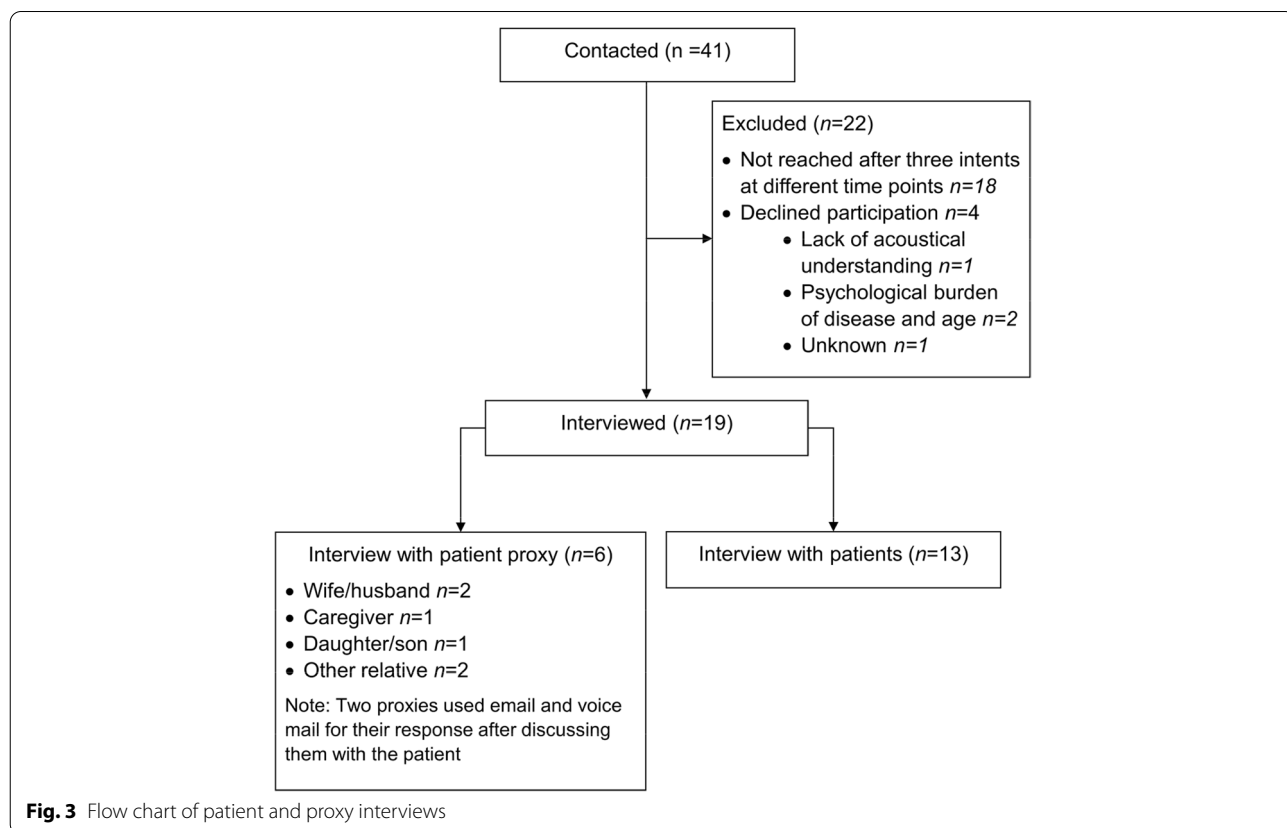 Contacted (n =41)
Excluded (n=22)
• Not reached after three intents
at different time points n=18
• Declined participation n=4
• Lack of acoustical
understanding n=1
• Psychological burden
of disease and age n=2
• Unknown n=1
Interviewed (n=19)
Interview with patient proxy (n=6)
• Wife/husband n=2
• Caregiver n=1
• Daughter/son n=1
• Other relative n=2
Note: Two proxies used email and voice
mail for their response after discussing
them with the patient
Interview with patients (n=13)
Fig. 3 Flow chart of patient and proxy interviews